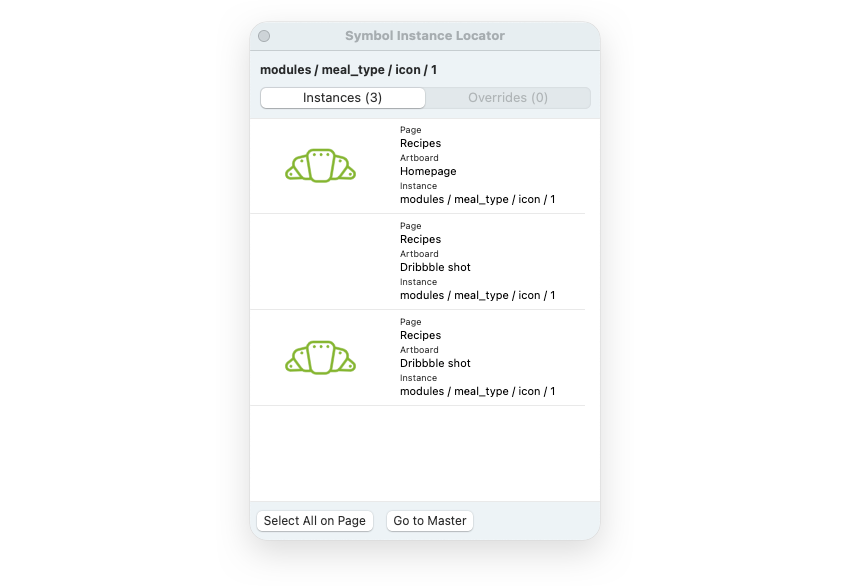 Symbol Instance Locator
modules / meal_type / icon / 1
Instances (3) Overrides (0)
Page
Recipes
Artboard
Homepage
Instance
modules / meal_type / icon / 1
Page
Recipes
Artboard
Dribbble shot
Instance
modules / meal_type / icon / 1
Page
Recipes
Artboard
Dribbble shot
Instance
modules / meal_type / icon / 1
Select All on Page Go to Master